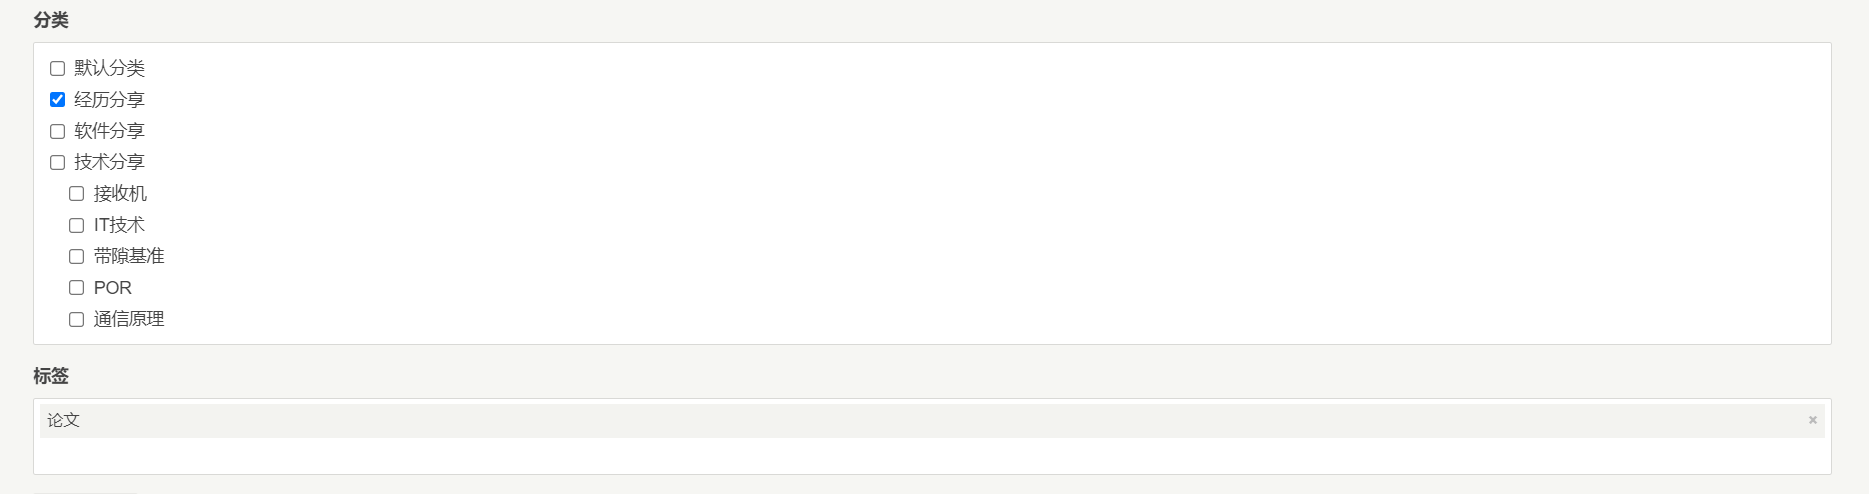 分类
默认分类
经历分享
软件分享
技术分享
接收机
IT技术
带隙基准
POR
通信原理
标签
论文